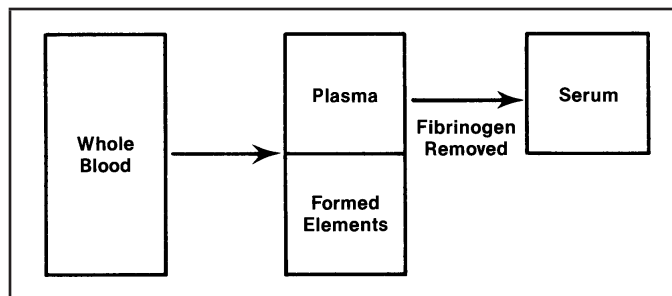 Whole
Blood
Plasma
Formed
Elements
Fibrinogen
Removed
Serum